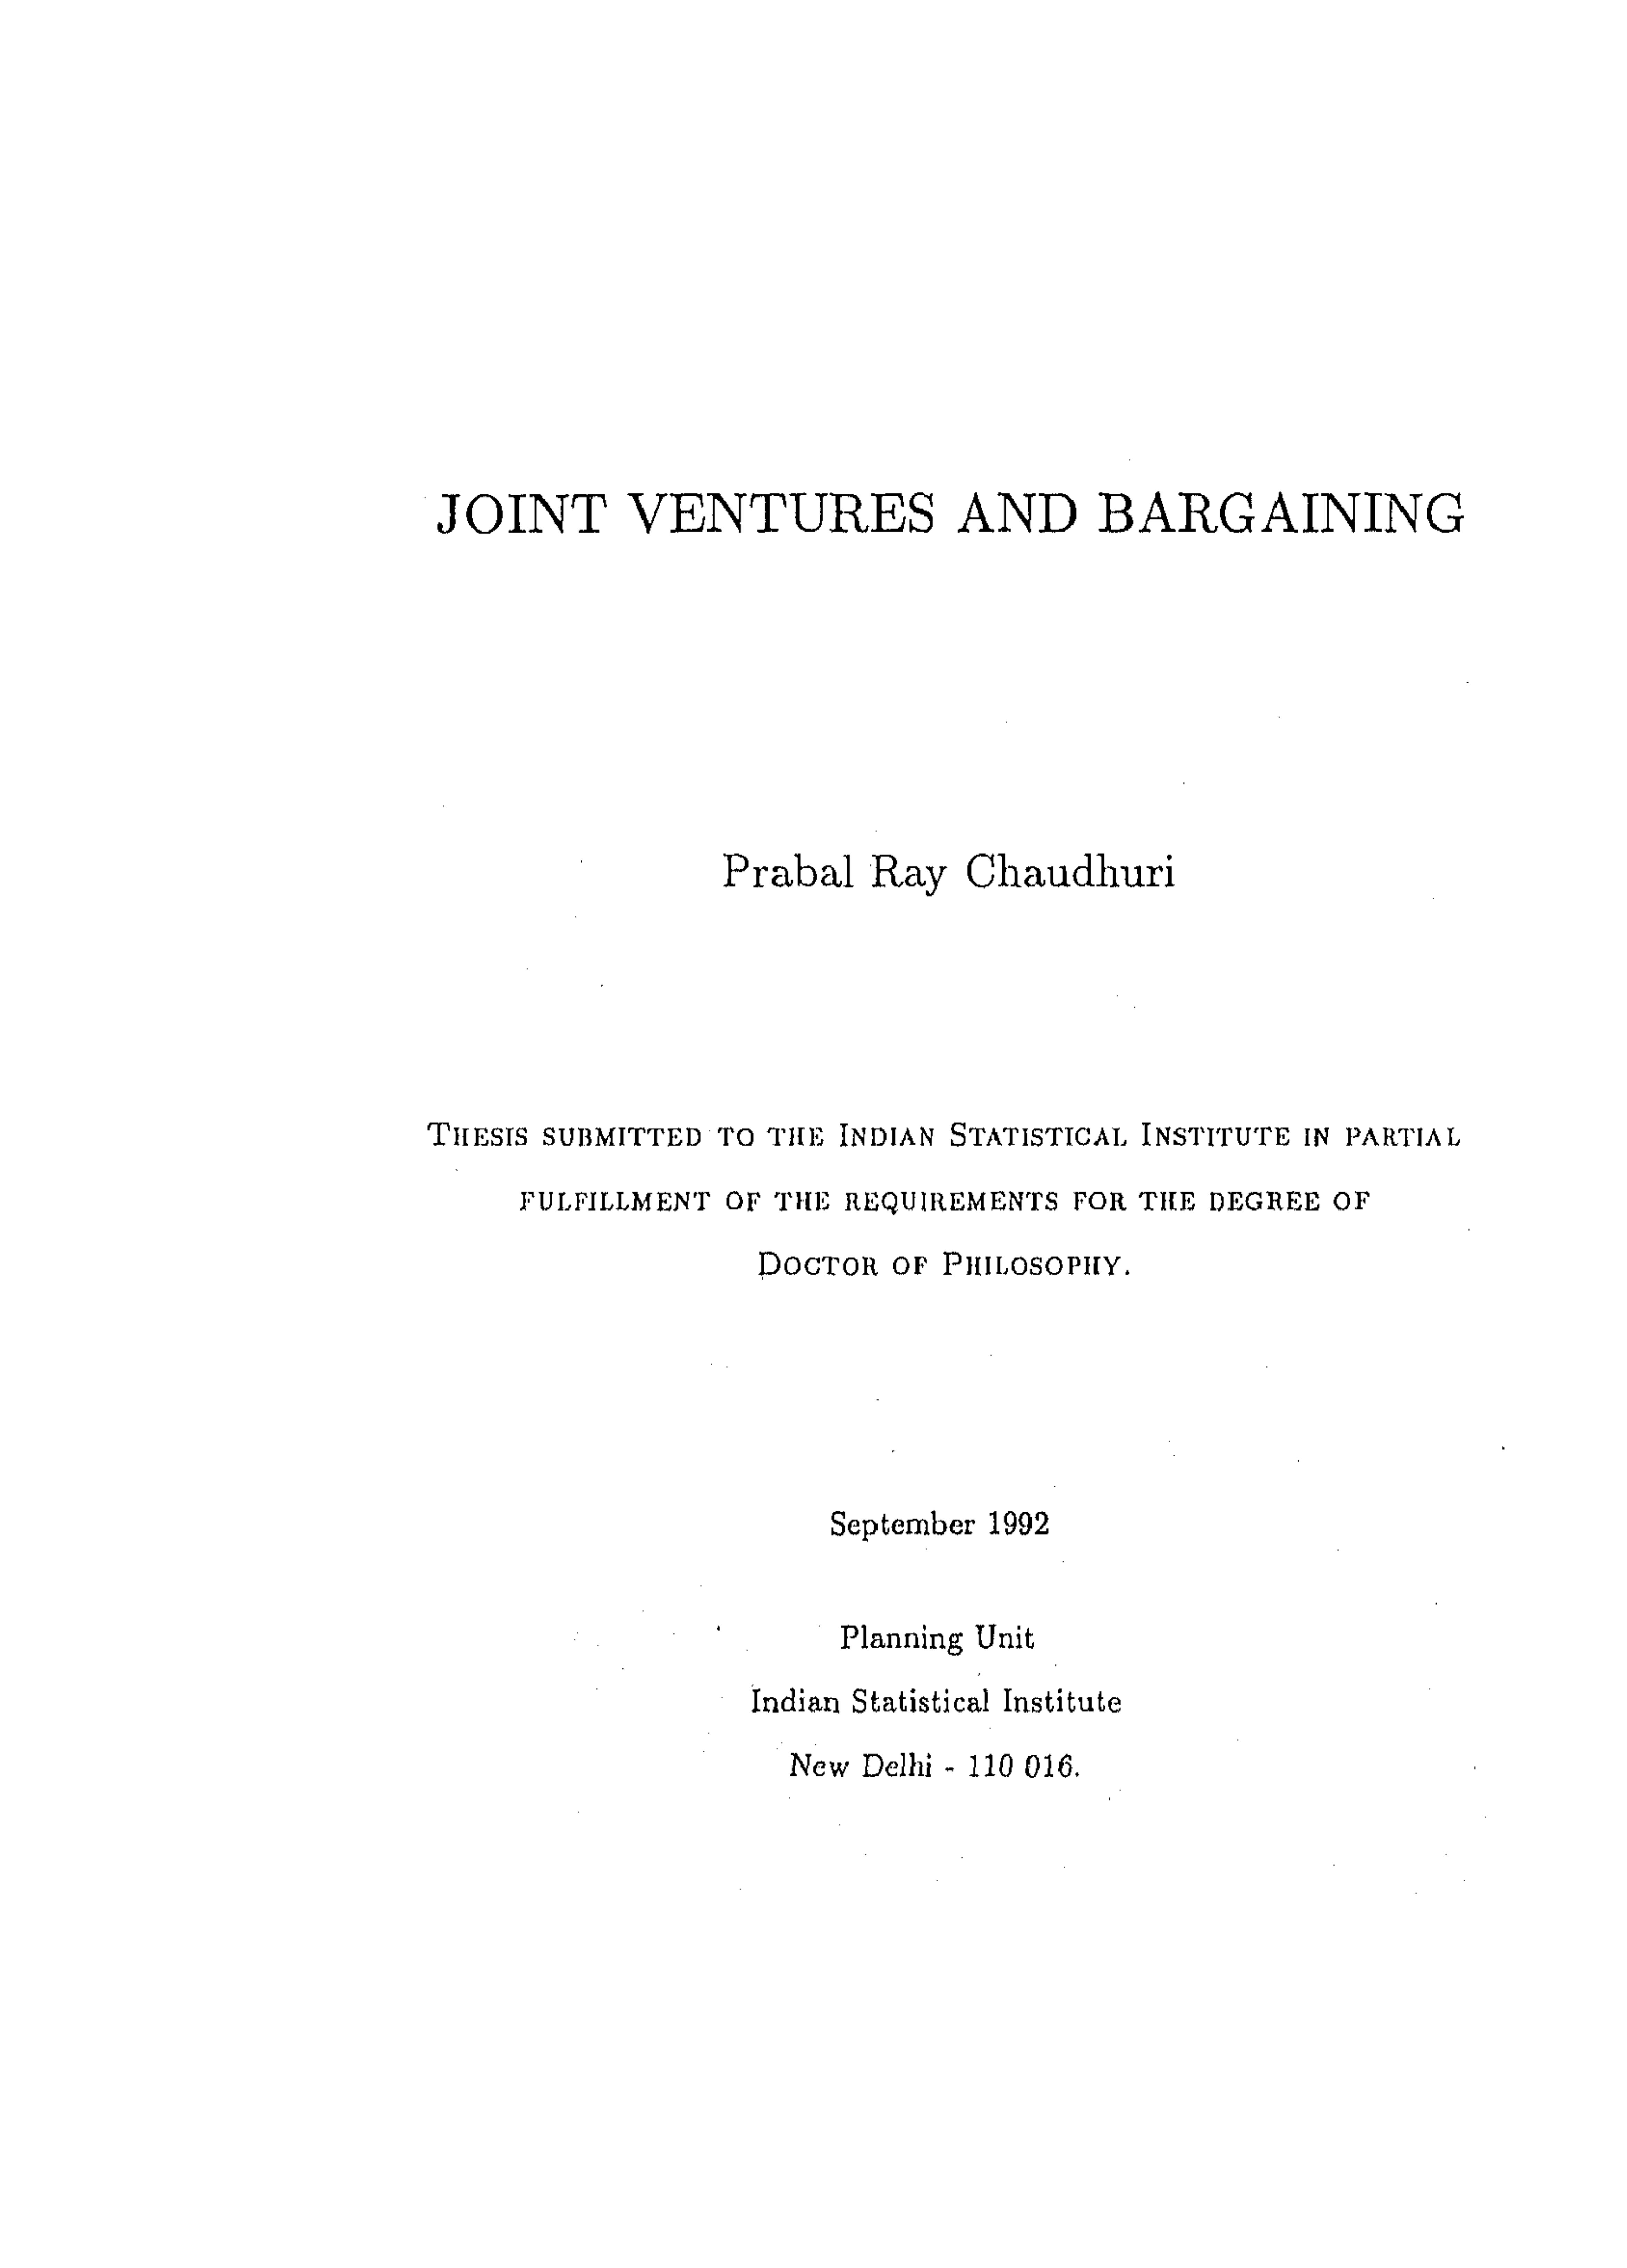 JOINT VENTURES AND BARGAINING
Prabal Ray Chaudhuri
THESIS SUBMITTED TO THE INDIAN STATISTICAL INSTITUTE IN PARTIAL
FULFILLMENT OF THE REQUIREMENTS FOR THE DEGREE OF
DOCTOR OF PHILOSOPHY.
September 1992
Planning Unit
Indian Statistical Institute
New Delhi - 110 016.